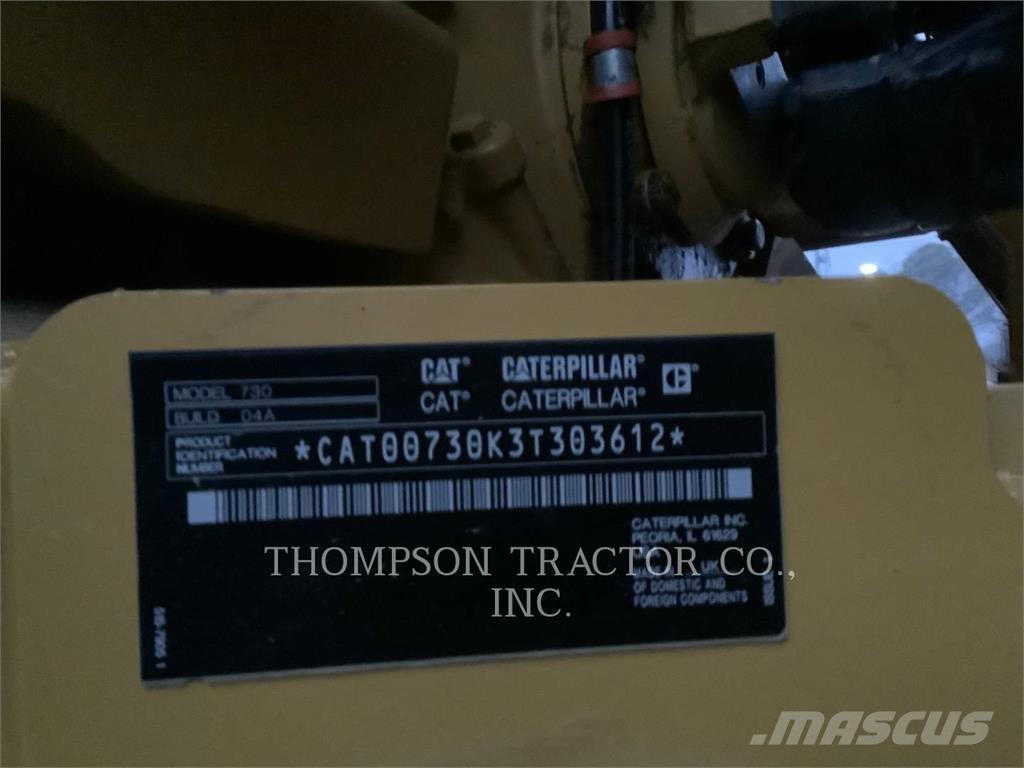 CAT® CATERPILLAR®
CAT® CATERPILLAR®
MODEL 730
BUILD 04A
PRODUCT
IDENTIFICATION
NUMBER
*CAT00730K3T303612*
CATERPILLAR INC.
PEORIA, IL 61629
UK
OF DOMESTIC AND
FOREIGN COMPONENTS
THOMPSON TRACTOR CO.,
INC.
MASCUS